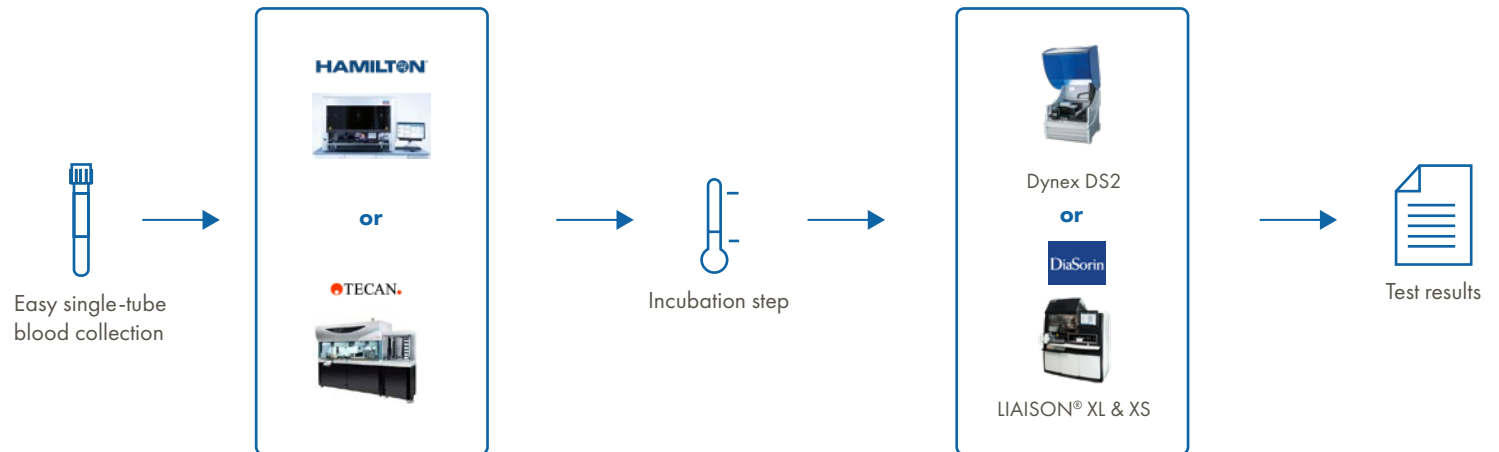 Easy single-tube
blood collection
HAMILTON
or
TECAN.
Incubation step
Dynex DS2
or
DiaSorin
LIAISON® XL & XS
Test results